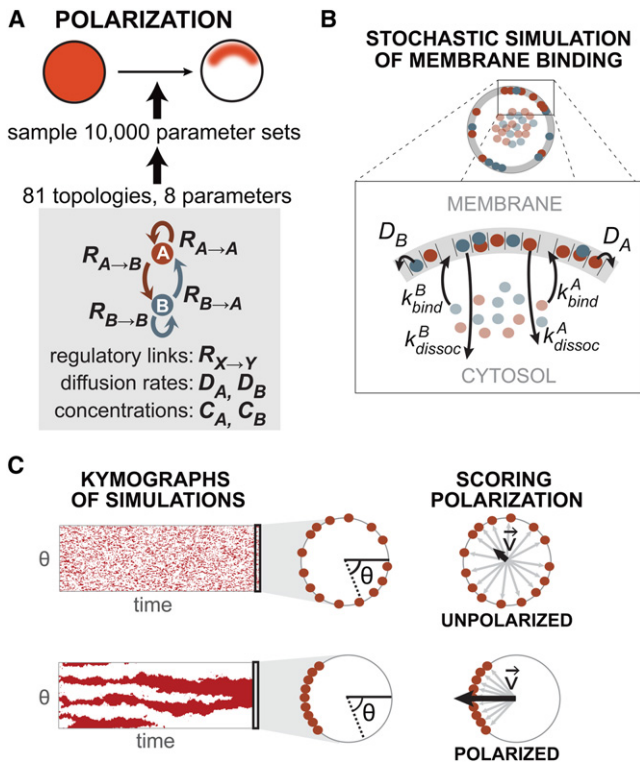 A
POLARIZATION
sample 10,000 parameter sets
81 topologies, 8 parameters
R A→A
A
R A→B
R B→A
B
R B→B
regulatory links: R X→Y
diffusion rates: D A, D B
concentrations: C A, C B
B
STOCHASTIC SIMULATION
OF MEMBRANE BINDING
MEMBRANE
D B
D A
k B bind
k A bind
k B dissoc
k A dissoc
CYTOSOL
C
KYMOGRAPHS
OF SIMULATIONS
SCORING
POLARIZATION
θ
θ
v
time
UNPOLARIZED
θ
θ
v
time
POLARIZED